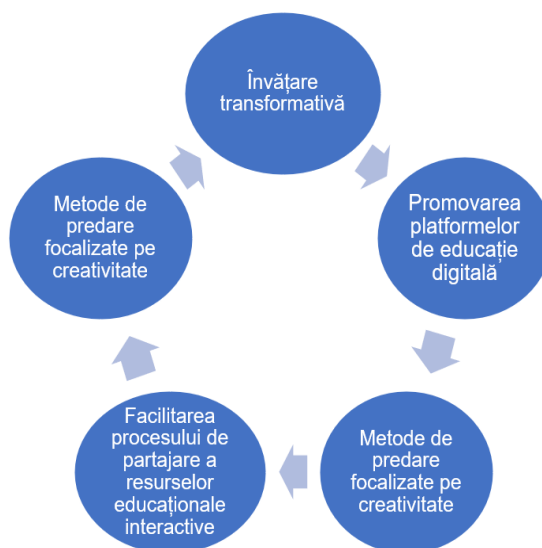 Învățare
transformativă
Promovarea
platformelor
de educație
digitală
Metode de
predare
focalizate pe
creativitate
Facilitarea
procesului de
partajare a
resurselor
educaționale
interactive
Metode de
predare
focalizate pe
creativitate